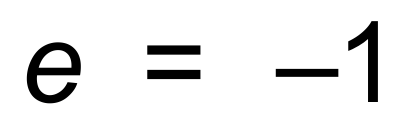 e = –1